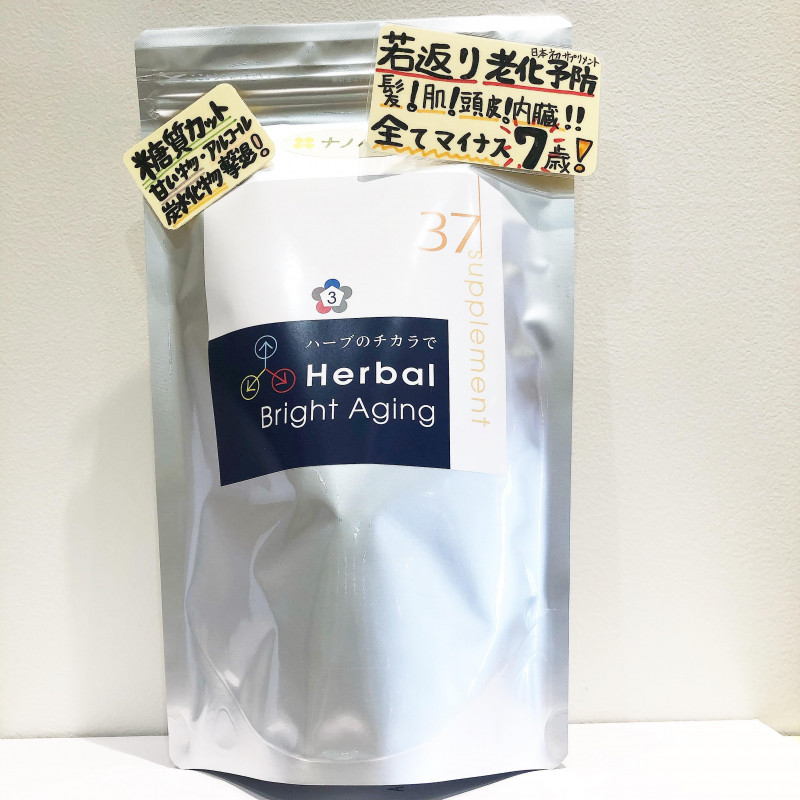 日本初サプリメント
若返り老化予防
髪!肌!頭皮!内臓!!
全てマイナス7歳!
糖質カット
甘い物・アルコール
炭水化物撃退!
ナノ
37
supplement
3
ハーブのチカラで
Herbal
Bright Aging